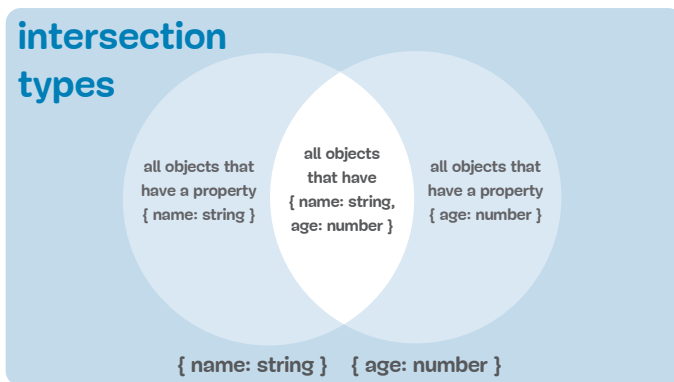 intersection
types
all objects that
have a property
{ name: string }
all objects
that have
{ name: string,
age: number }
all objects that
have a property
{ age: number }
{ name: string } { age: number }